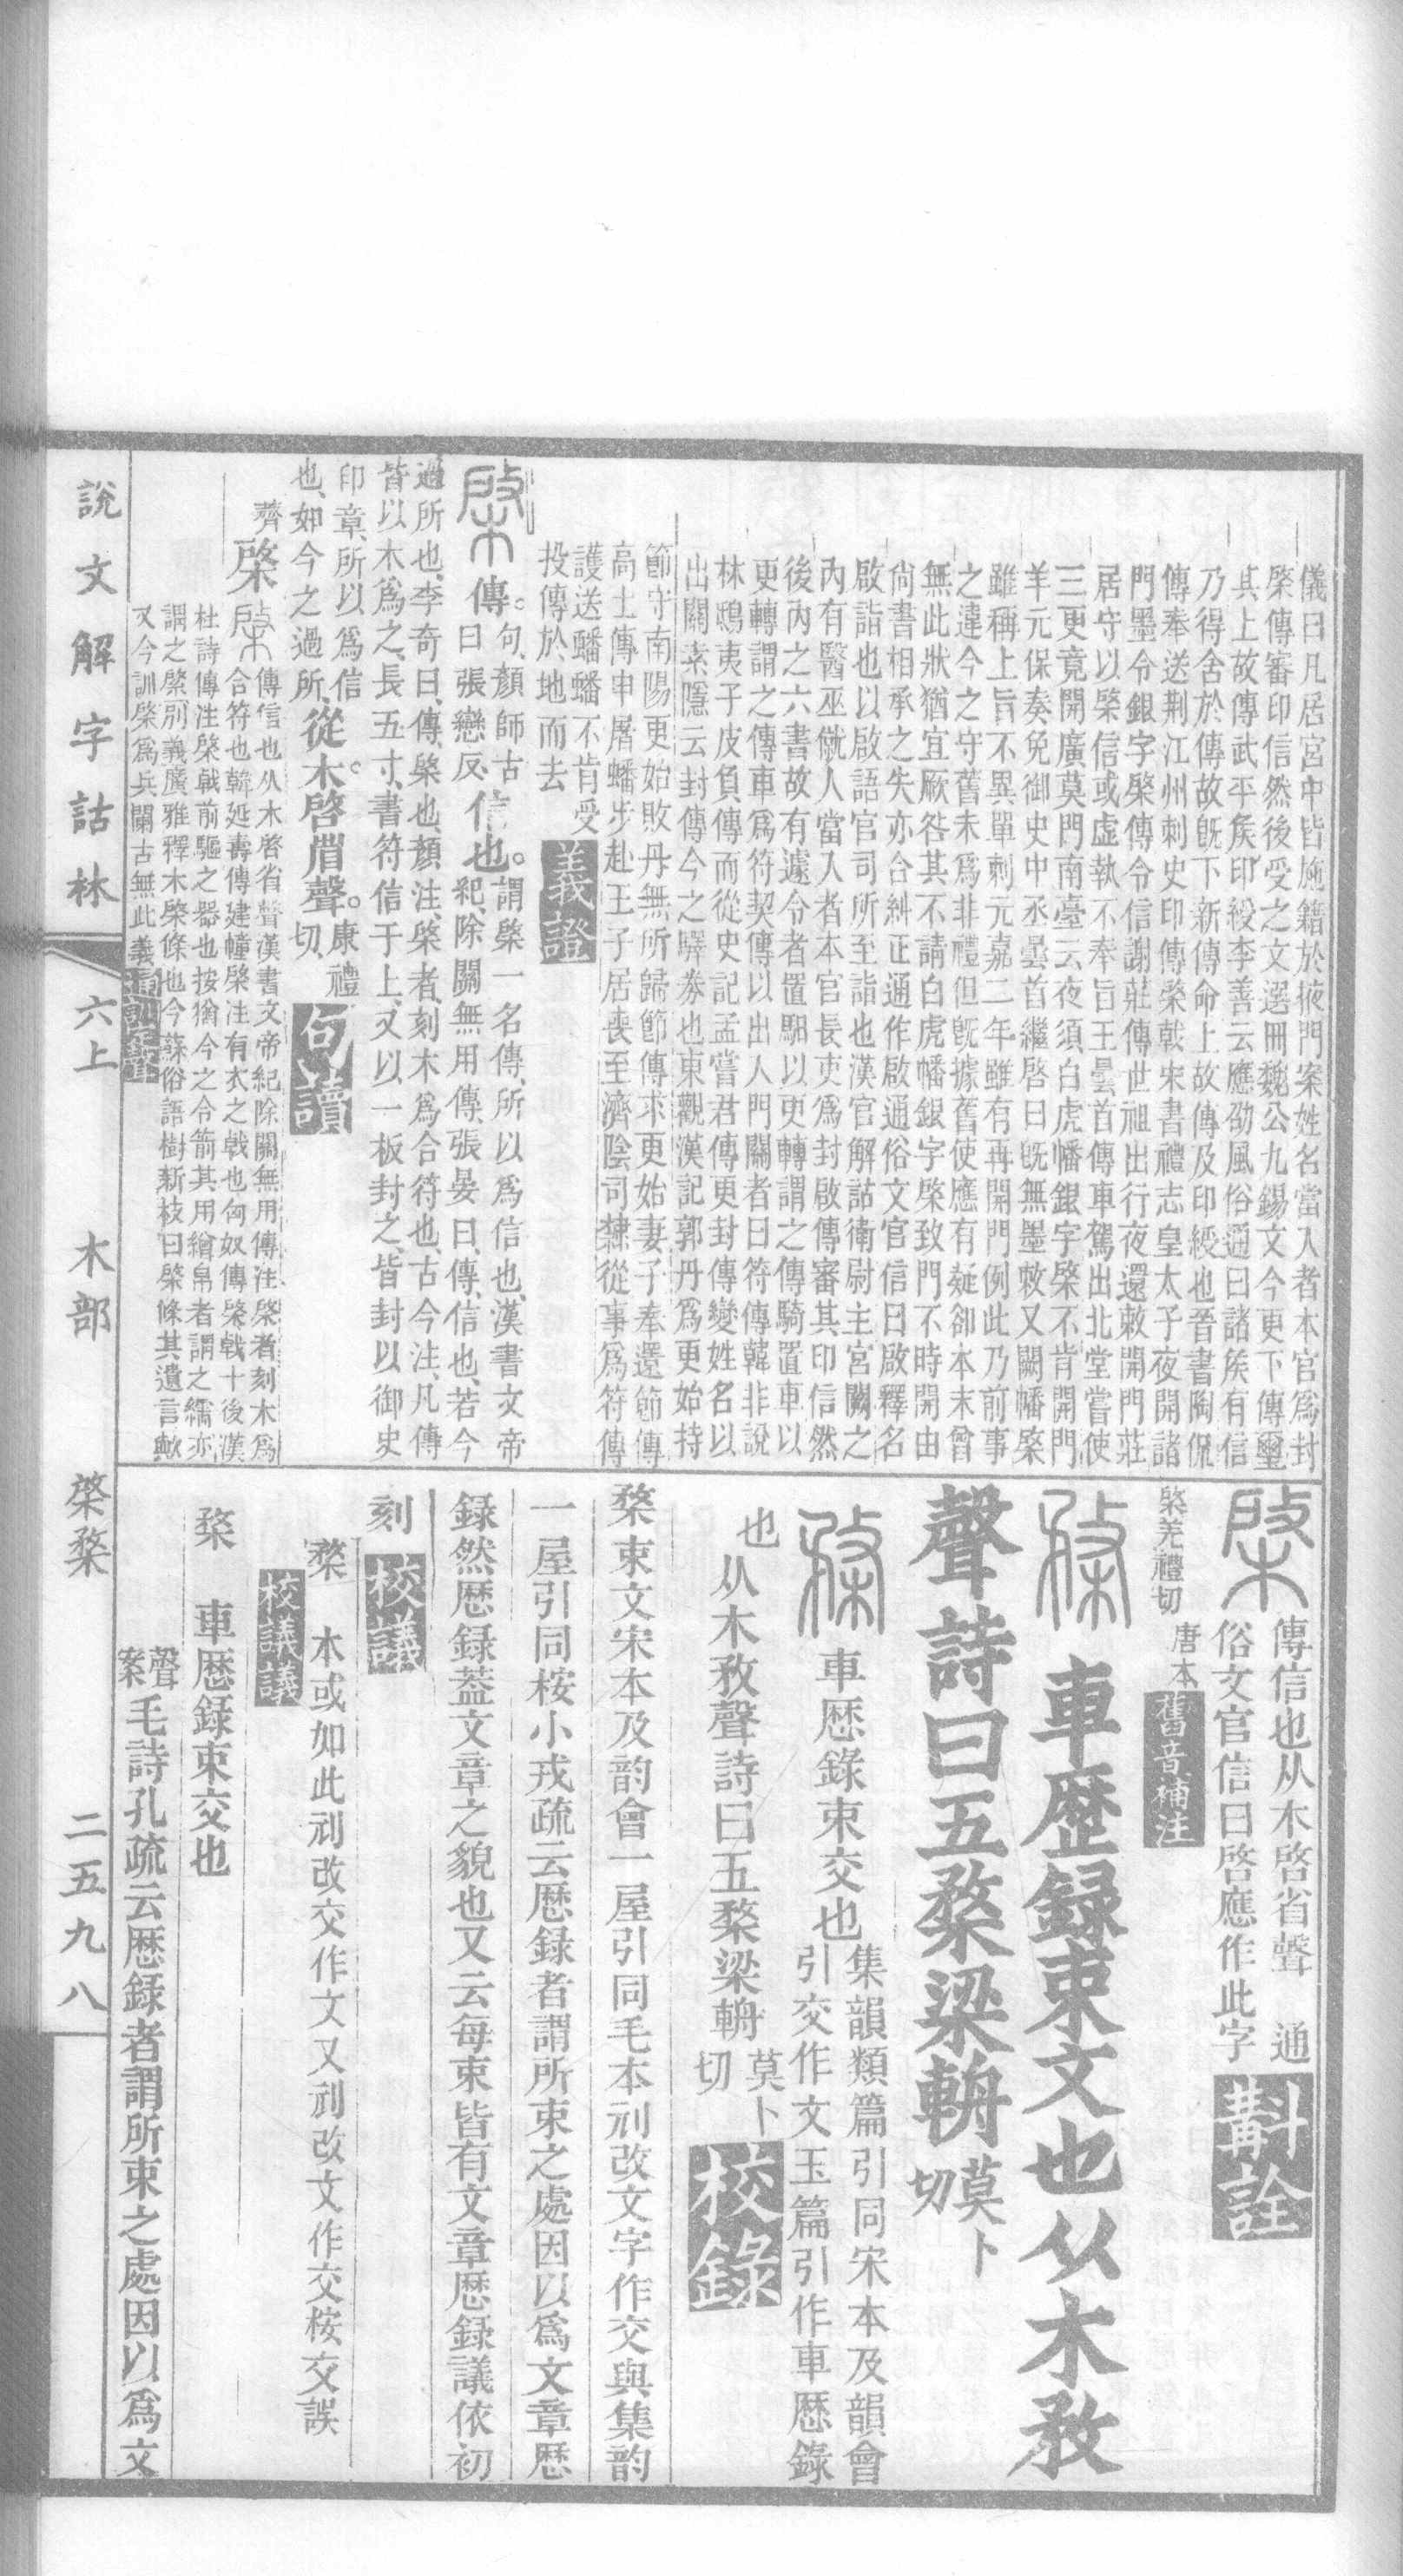 儀曰凡居宮中皆施籍於掖門案姓名當入者本官爲封
棨傳審印信然後受之文選冊魏公九錫文今更下傳璽
其上故傳武平矦印綬李善云應劭風俗通曰諸矦有信
乃得舍於傳故旣下新傳命上故傳及印綬也晉書陶侃
傳奉送荆江州刺史印傳棨戟宋書禮志皇太子夜開諸
門墨令銀字棨傳令信謝莊傳世祖出行夜還敕開門莊
居守以棨信或虛執不奉旨王曇首傳車駕出北堂嘗使
三更竟開廣莫門南臺云夜須白虎幡銀字棨不肯開門
羊元保奏免御史中丞曇首繼啓曰旣無墨敕又闕幡棨
雖稱上旨不異單刺元嘉二年雖有再開門例此乃前事
之違今之守舊未爲非禮但旣據舊使應有疑卻本末曾
無此狀猶宜厥咎其不請白虎幡銀字棨致門不時開由
尙書相承之失亦合糾正通作啟通俗文官信曰啟釋名
啟詣也以啟語官司所至詣也漢官解詁衛尉主宮闕之
內有醫巫僦人當入者本官長吏爲封啟傳審其印信然
後內之六書故有遽令者置馹以更轉謂之傳騎置車以
更轉謂之傳車爲符契傳以出入門關者曰符傳韓非說
林鴟夷子皮負傳而從史記孟嘗君傳更封傳變姓名以
出關索隱云封傳今之驛劵也東觀漢記郭丹爲更始持
節守南陽更始敗丹無所歸節傳求更始妻子奉還節傳
高士傳申屠蟠步赴王子居喪至濟陰司隸從事爲符傳
護送蟠蟠不肯受
投傳於地而去
義證
棨傳。句、顏師古曰張戀反、信也。謂棨一名傳、所以爲信也、漢書文帝紀、除關無用傳、張晏曰、傳、信也、若今
過所也、李奇曰、傳、棨也、顏注、棨者、刻木爲合符也、古今注、凡傳
皆以木爲之、長五寸、書符信于上、又以一板封之、皆封以御史
印章、所以爲信
也、如今之過所、從木。啓省聲。康禮切、
句讀
薺
棨 棨傳信也从木啓省聲漢書文帝紀除關無用傳注棨者刻木爲
合符也韓延壽傳建幢棨注有衣之戟也匈奴傳棨戟十後漢
杜詩傳注棨戟前驅之器也按猶今之令箭其用繒帛者謂之繻亦
謂之棨別義廣雅釋木棨條也今蘇俗語樹新枝曰棨條其遺言歟
又今訓棨爲兵闌古無此義
通訓定聲
棨傳信也从木啓省聲 通
俗文官信曰啓應作此字
斠詮
棨羌禮切 唐本
舊音補注
楘車歷録束文也从木敄
聲詩曰五楘梁輈莫卜切
楘車歷錄束交也集韻類篇引同宋本及韻會
引交作文玉篇引作車歷錄
也从木敄聲詩曰五楘梁輈莫卜切
校錄
楘束文宋本及韵會一屋引同毛本刓改文字作交與集韵
一屋引同桉小戎疏云歷録者謂所束之處因以爲文章歷
録然歷録蓋文章之貌也又云每束皆有文章歷録議依初
刻
校議
楘 本或如此刓改交作文又刓改文作交桉交誤
校議議
楘 車歷録束交也
聲案毛詩孔疏云歷録者謂所束之處因以爲文
說文解字詁林 六上 木部 棨楘 二五九八